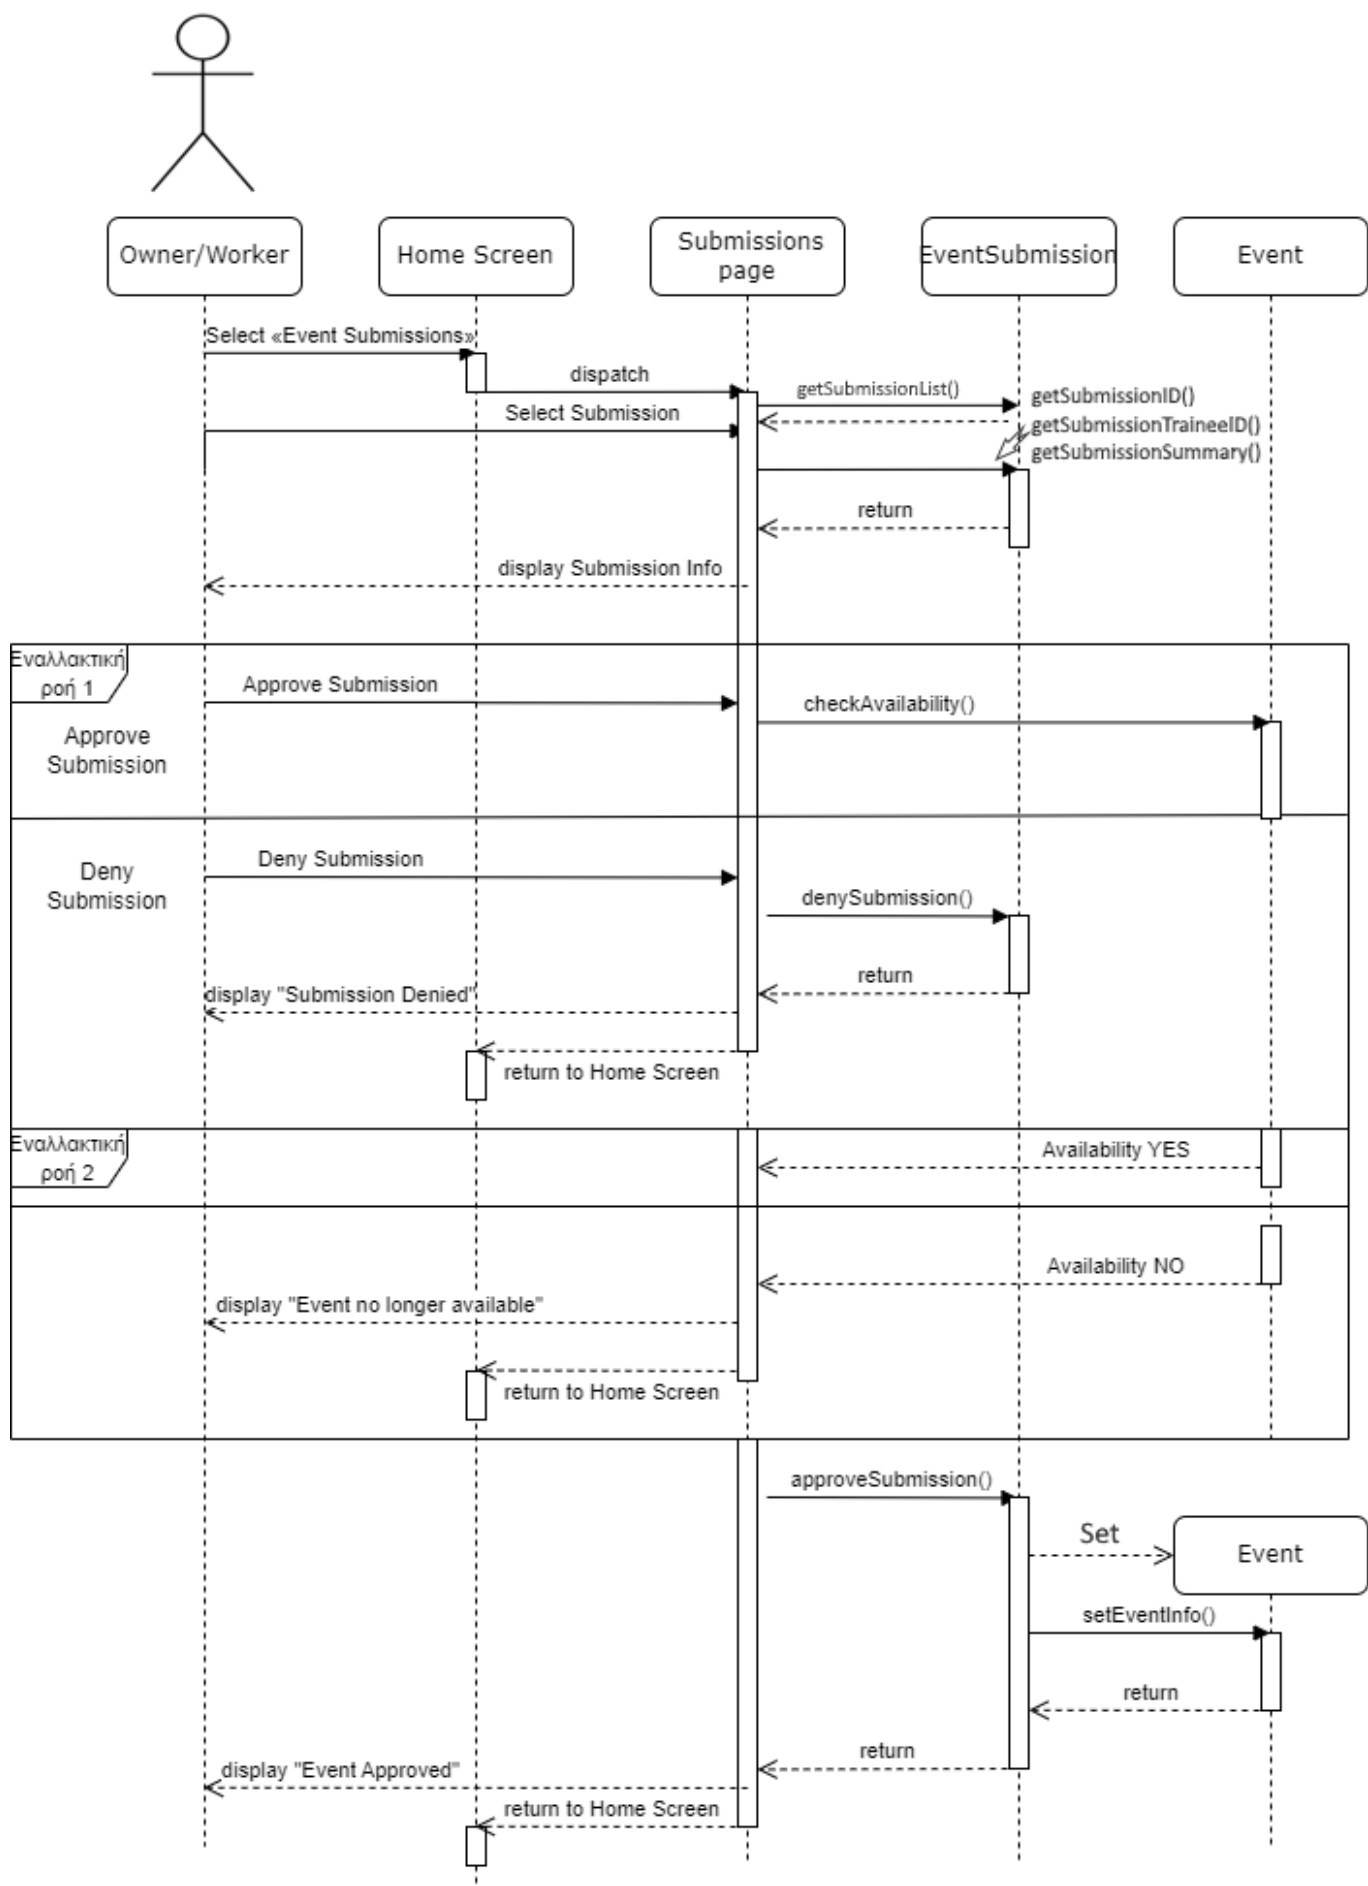 Owner/Worker
Home Screen
Submissions
page
EventSubmission
Event
Select «Event Submissions»
dispatch
getSubmissionList()
getSubmissionID()
Select Submission
getSubmissionTraineeID()
getSubmissionSummary()
return
display Submission Info
Εναλλακτική
ροή 1
Approve Submission
checkAvailability()
Approve
Submission
Deny Submission
Deny
Submission
denySubmission()
return
display "Submission Denied"
return to Home Screen
Εναλλακτική
ροή 2
Availability YES
Availability NO
display "Event no longer available"
return to Home Screen
approveSubmission()
Set
Event
setEventInfo()
return
return
display "Event Approved"
return to Home Screen